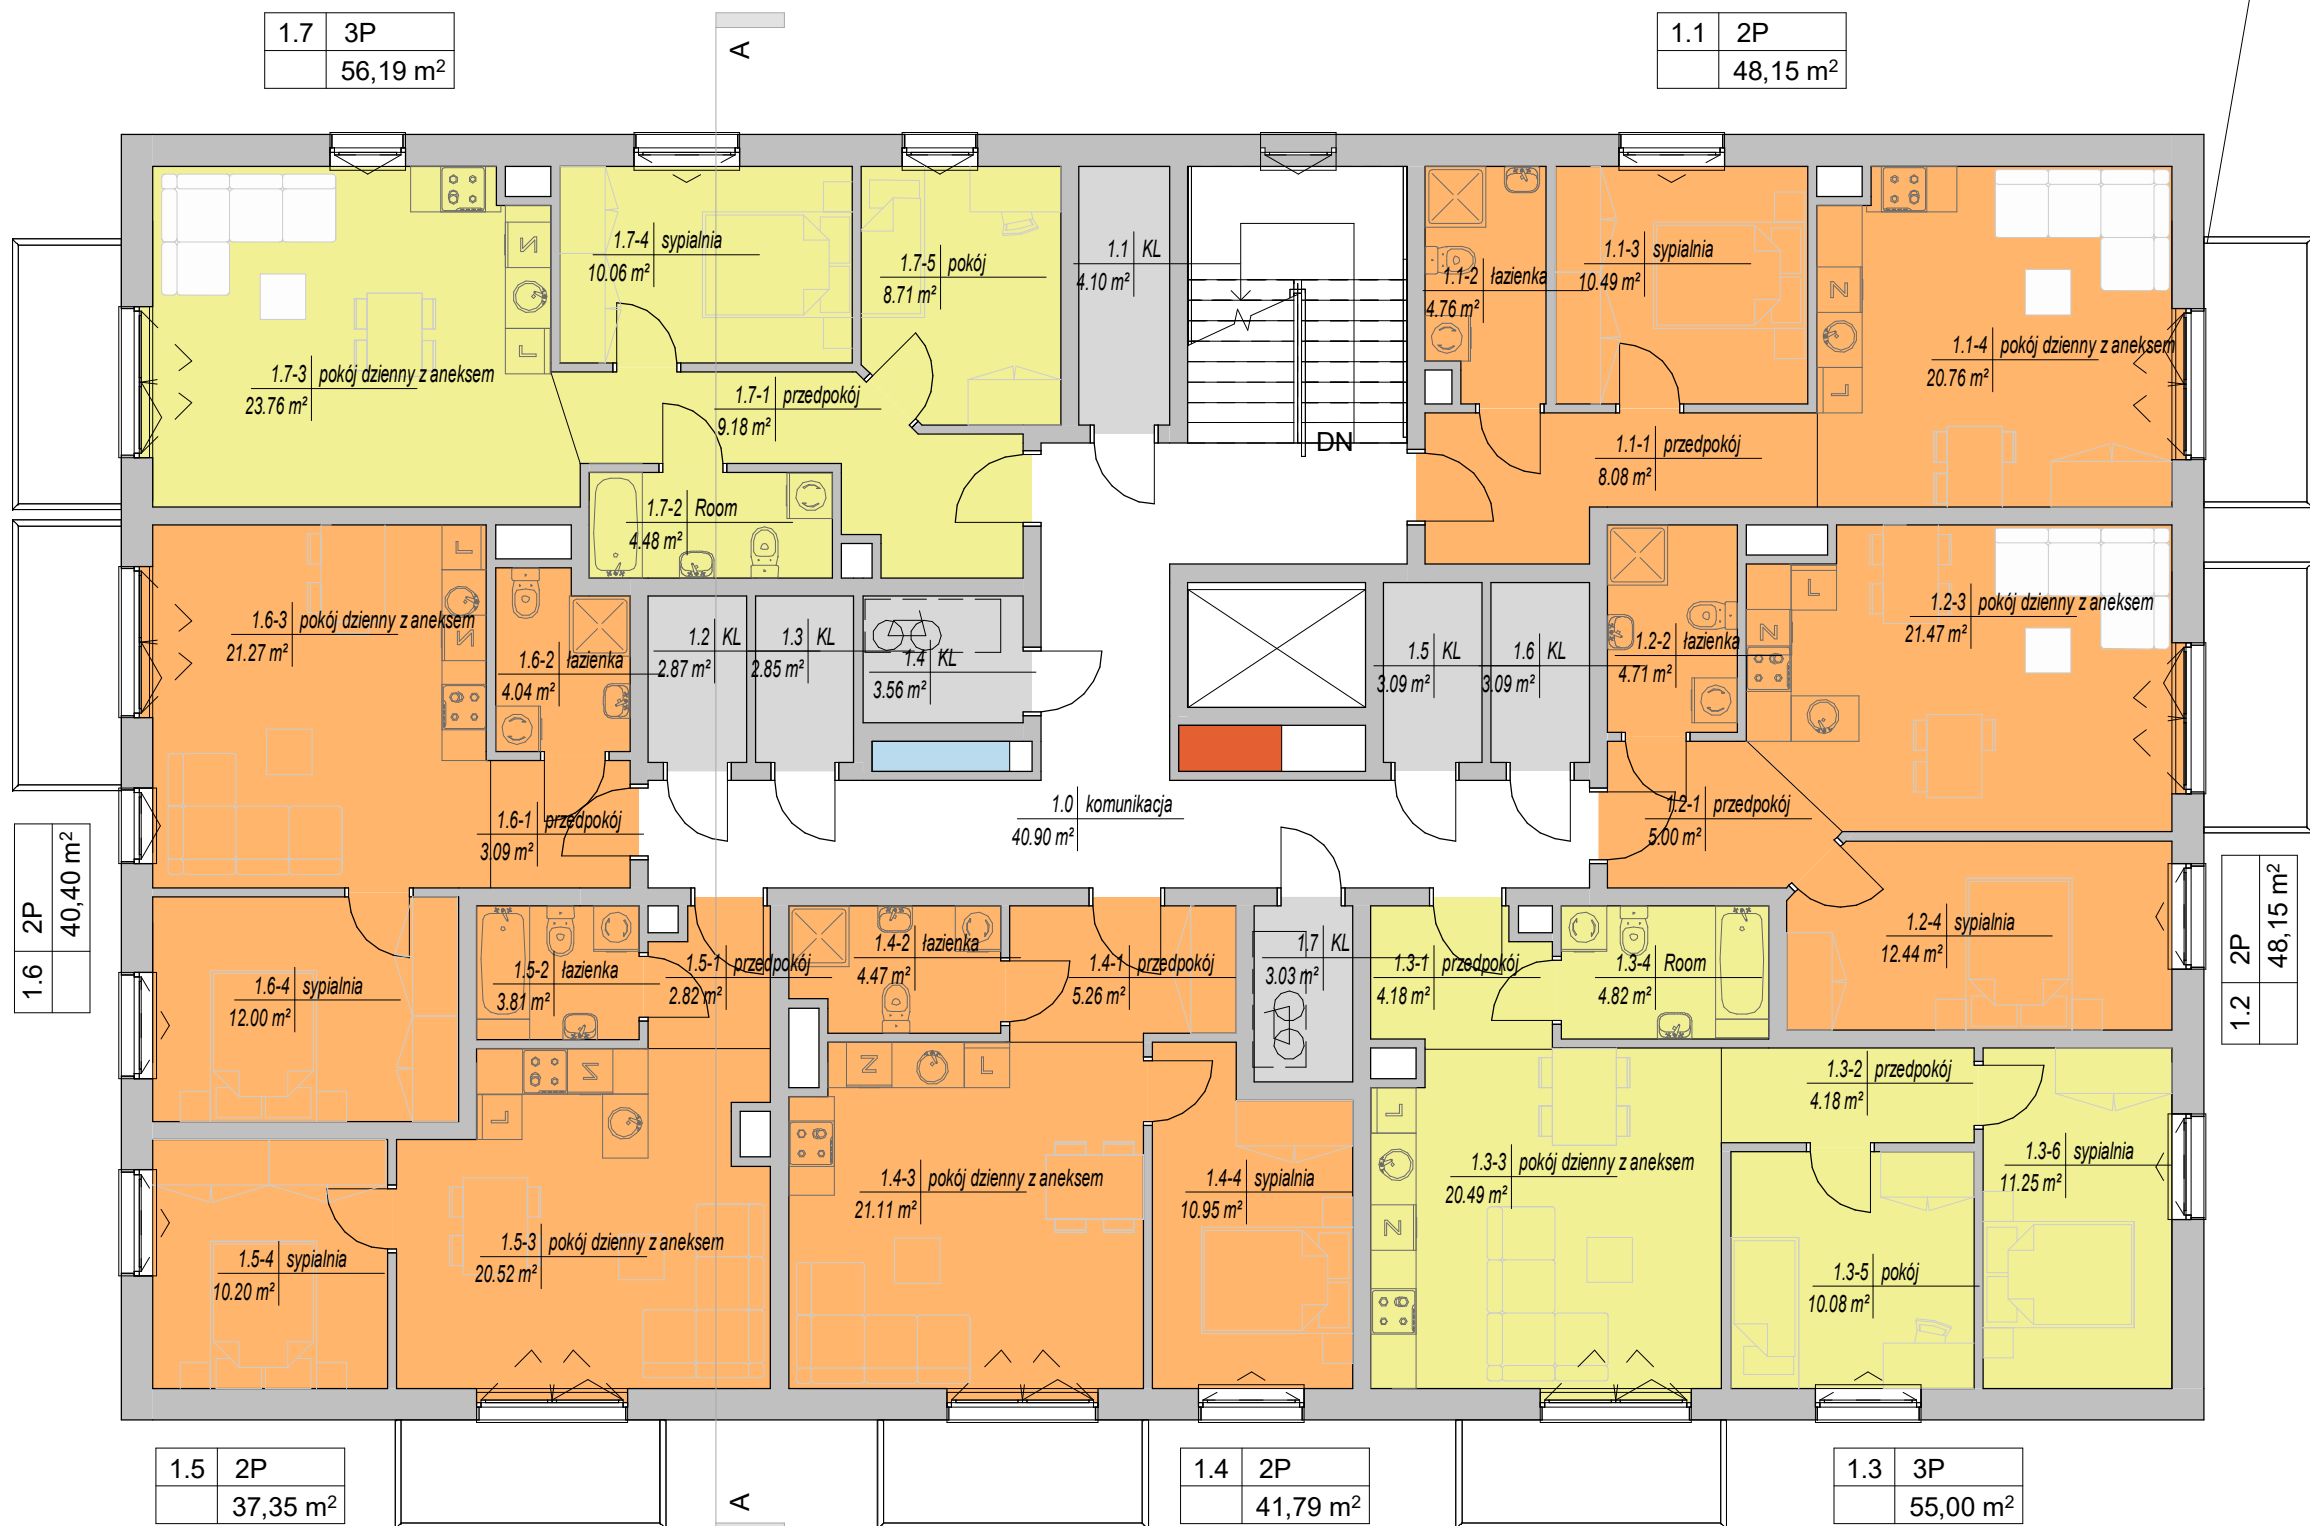 1.7 3P
56,19 m²
A
1.1 2P
48,15 m²
1.7-4 sypialnia
10.06 m²
1.7-5 pokój
8.71 m²
1.1 KL
4.10 m²
1.1-2 łazienka
4.76 m²
1.1-3 sypialnia
10.49 m²
N
Z
1.7-3 pokój dzienny z aneksem
23.76 m²
L
1.7-1 przedpokój
9.18 m²
1.1-4 pokój dzienny z aneksem
20.76 m²
L
DN
1.1-1 przedpokój
8.08 m²
1.7-2 Room
4.48 m²
L
1.6-3 pokój dzienny z aneksem
21.27 m²
Z
1.6-2 łazienka
4.04 m²
1.2 KL
2.87 m²
1.3 KL
2.85 m²
1.4 KL
3.56 m²
1.5 KL
3.09 m²
1.6 KL
3.09 m²
1.2-2 łazienka
4.71 m²
L
Z
1.2-3 pokój dzienny z aneksem
21.47 m²
1.0 komunikacja
40.90 m²
1.6-1 przedpokój
3.09 m²
1.2-1 przedpokój
5.00 m²
1.6 2P
40,40 m²
1.2 2P
48,15 m²
1.6-4 sypialnia
12.00 m²
1.5-2 łazienka
3.81 m²
1.5-1 przedpokój
2.82 m²
1.4-2 łazienka
4.47 m²
1.4-1 przedpokój
5.26 m²
1.7 KL
3.03 m²
1.3-1 przedpokój
4.18 m²
1.3-4 Room
4.82 m²
1.2-4 sypialnia
12.44 m²
Z
L
Z
L
L
1.3-2 przedpokój
4.18 m²
1.5-4 sypialnia
10.20 m²
1.5-3 pokój dzienny z aneksem
20.52 m²
1.4-3 pokój dzienny z aneksem
21.11 m²
1.4-4 sypialnia
10.95 m²
1.3-3 pokój dzienny z aneksem
20.49 m²
Z
1.3-6 sypialnia
11.25 m²
1.3-5 pokój
10.08 m²
1.5 2P
37,35 m²
A
1.4 2P
41,79 m²
1.3 3P
55,00 m²